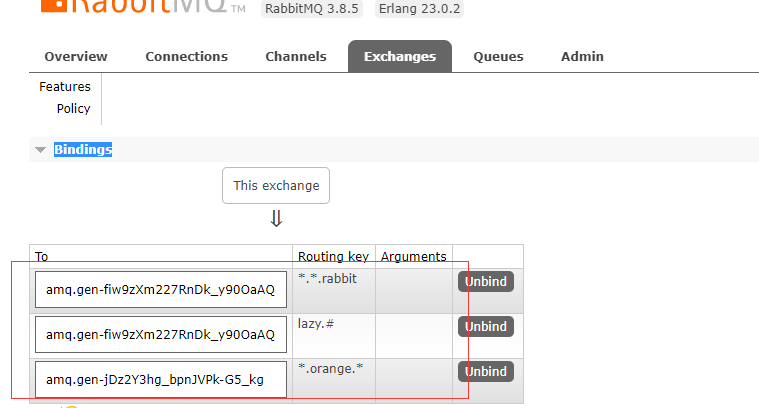 RabbitMQ TM RabbitMQ 3.8.5 Erlang 23.0.2
Overview Connections Channels Exchanges Queues Admin
Features
Policy
Bindings
This exchange
⇓
To Routing key Arguments
amq.gen-fiw9zXm227RnDk_y90OaAQ *.*.rabbit Unbind
amq.gen-fiw9zXm227RnDk_y90OaAQ lazy.# Unbind
amq.gen-jDz2Y3hg_bpnJVPk-G5_kg *.orange.* Unbind